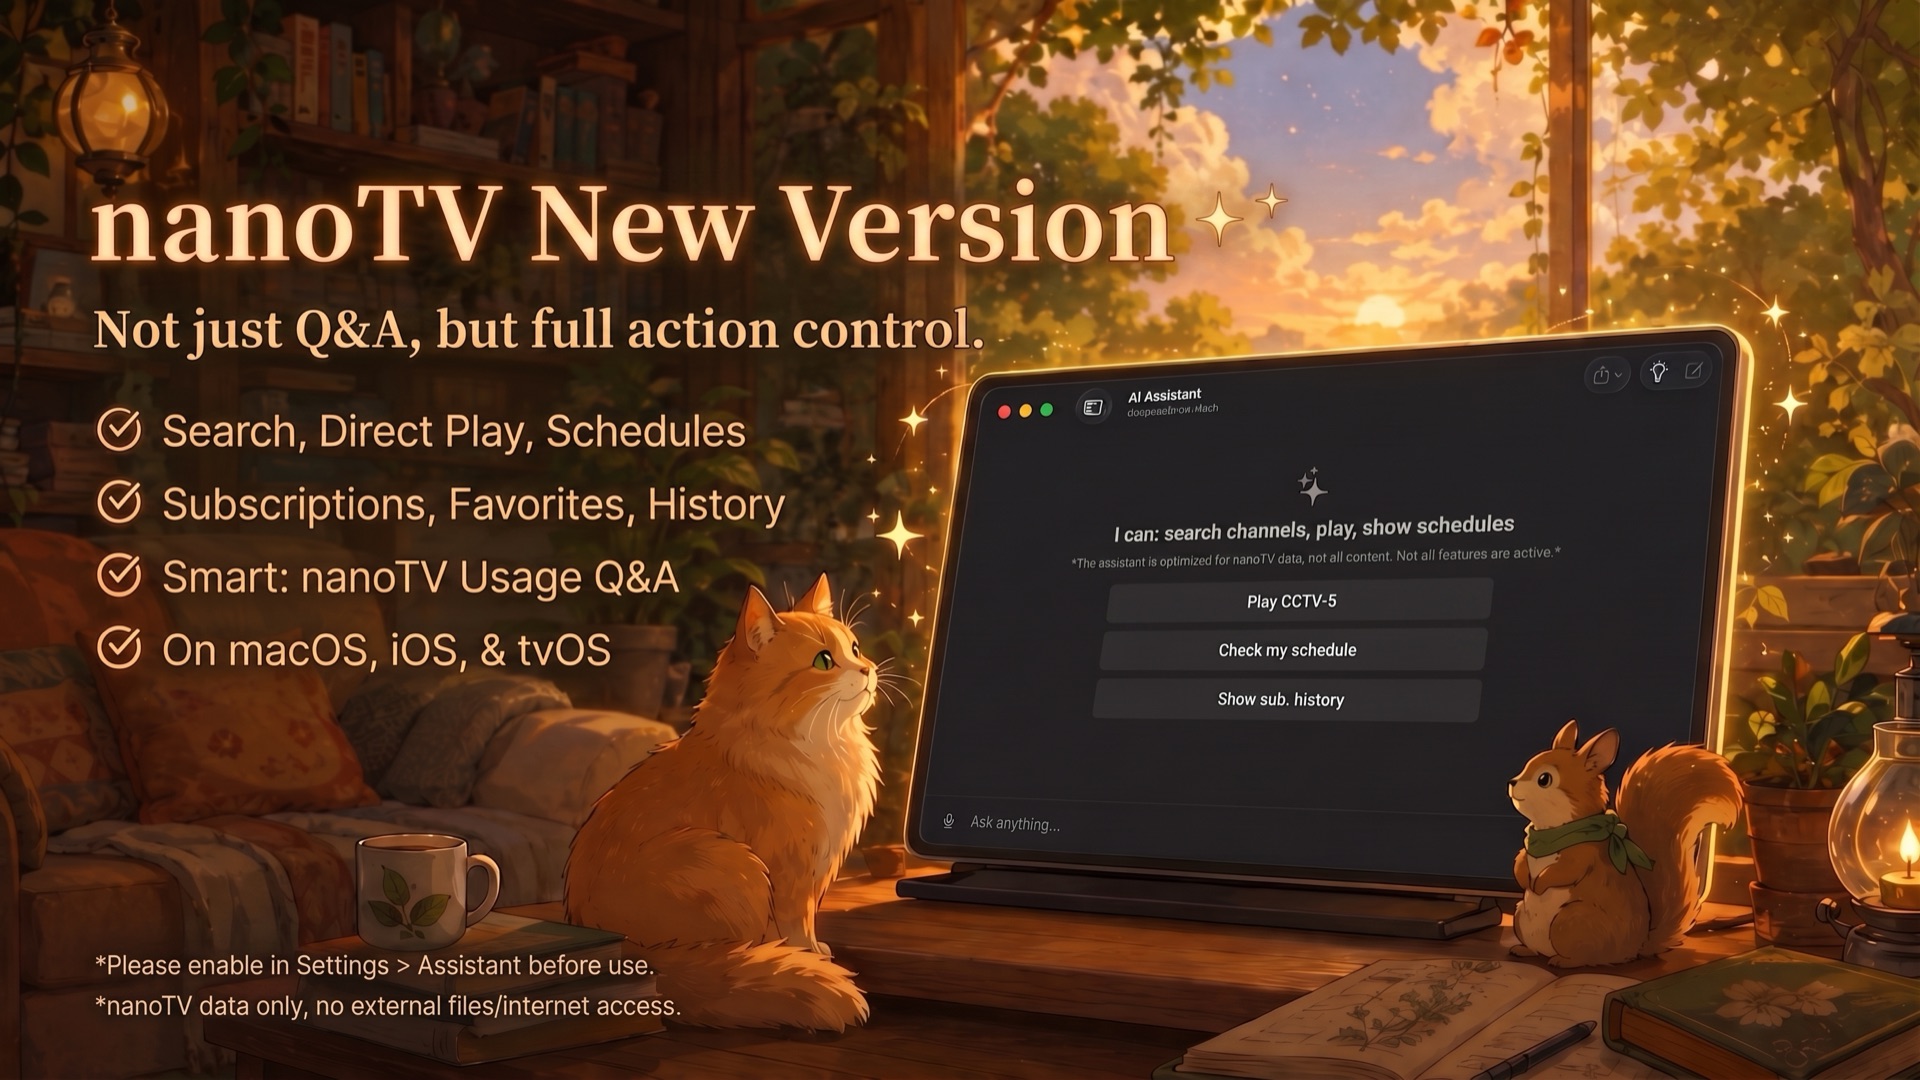 nanoTV New Version
Not just Q&A, but full action control.
Search, Direct Play, Schedules
Subscriptions, Favorites, History
Smart: nanoTV Usage Q&A
On macOS, iOS, & tvOS
*Please enable in Settings > Assistant before use.
*nanoTV data only, no external files/internet access.
AI Assistant
I can: search channels, play, show schedules
*The assistant is optimized for nanoTV data, not all content. Not all features are active.*
Play CCTV-5
Check my schedule
Show sub. history
Ask anything...